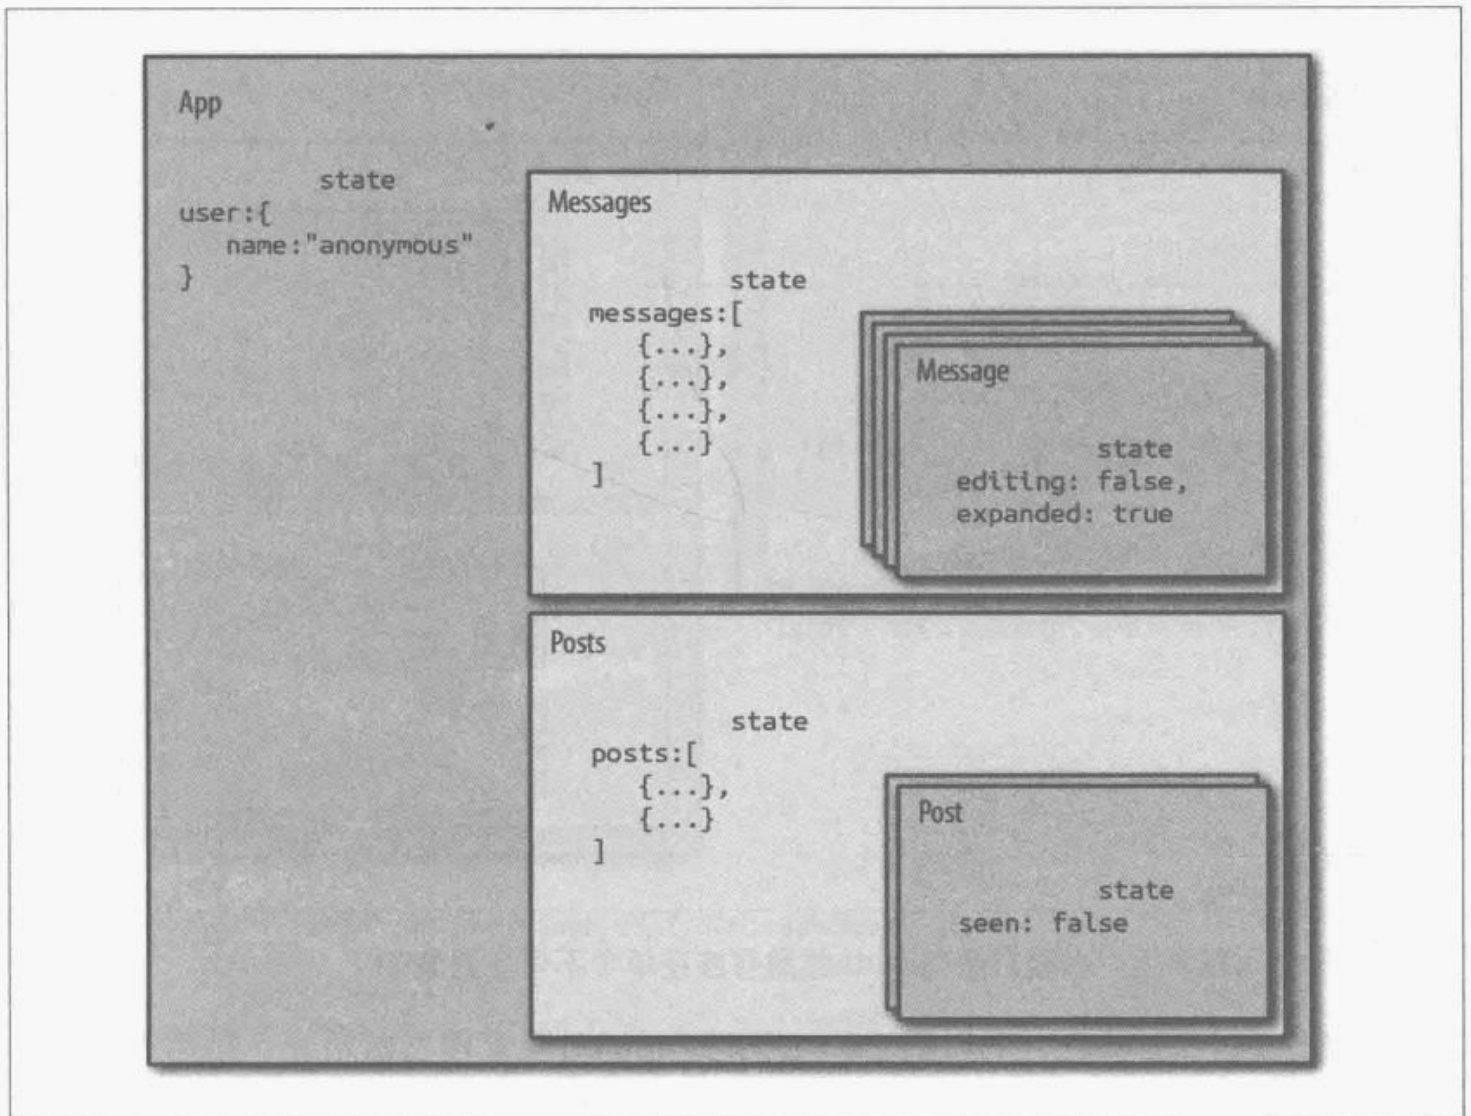 App
state
user:{
name:"anonymous"
}
Messages
state
messages:[
{...},
{...},
{...},
{...}
]
Message
state
editing: false,
expanded: true
Posts
state
posts:[
{...},
{...}
]
Post
state
seen: false